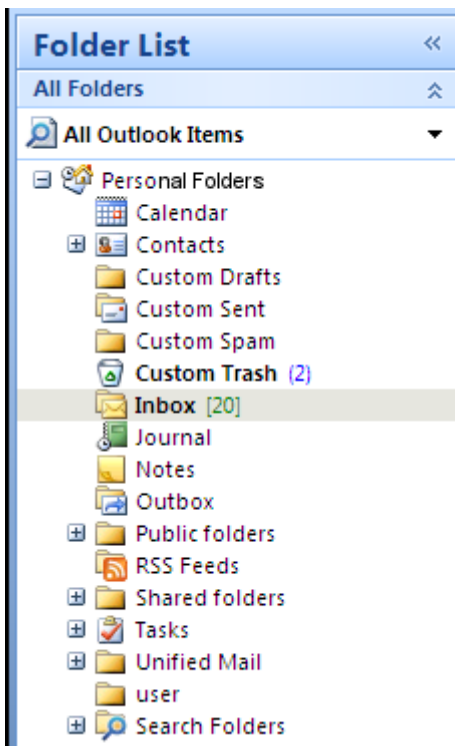 Folder List
All Folders
All Outlook Items
Personal Folders
Calendar
Contacts
Custom Drafts
Custom Sent
Custom Spam
Custom Trash (2)
Inbox [20]
Journal
Notes
Outbox
Public folders
RSS Feeds
Shared folders
Tasks
Unified Mail
user
Search Folders